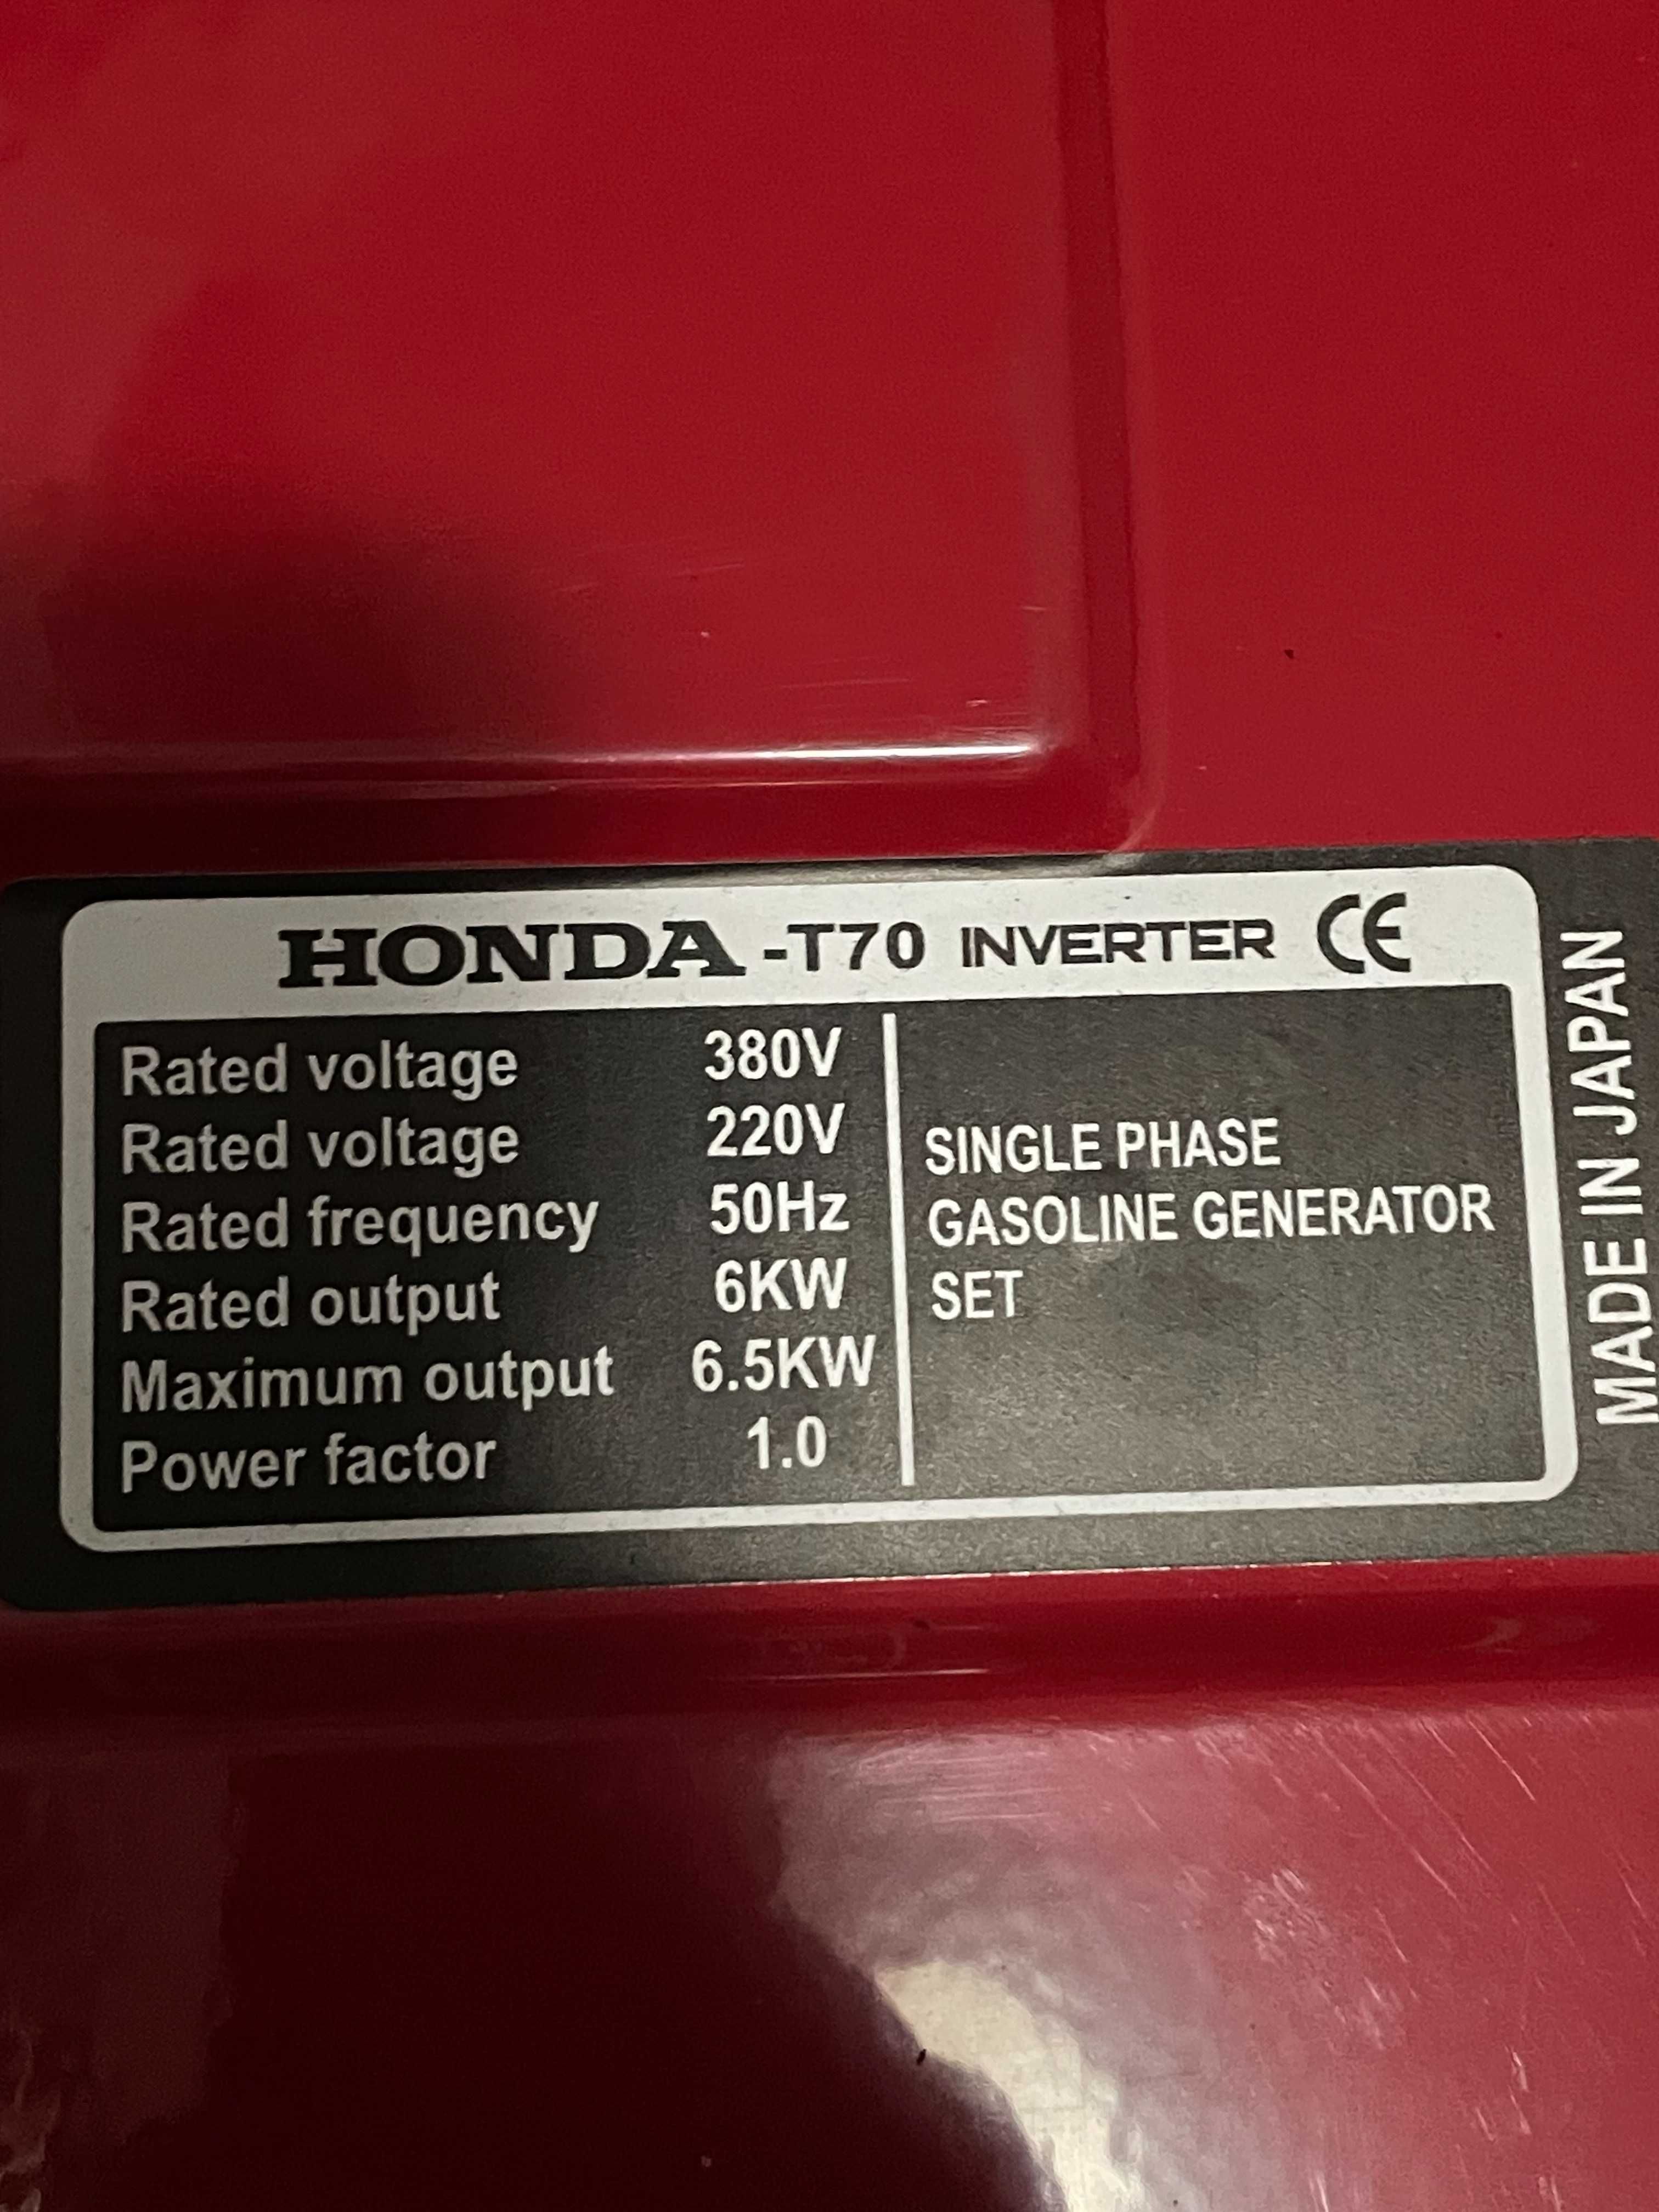 HONDA -T70 INVERTER CE
Rated voltage 380V
Rated voltage 220V
Rated frequency 50Hz
Rated output 6KW
Maximum output 6.5KW
Power factor 1.0
SINGLE PHASE
GASOLINE GENERATOR
SET
MADE IN JAPAN